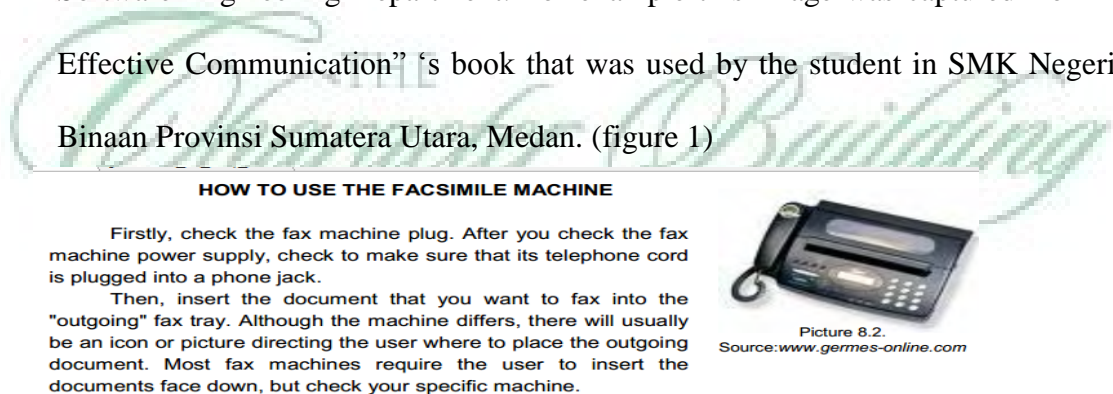 Effective Communication” ‘s book that was used by the student in SMK Negeri
THE
Building
Binaan Provinsi Sumatera Utara, Medan. (figure 1)
HOW TO USE THE FACSIMILE MACHINE
Firstly, check the fax machine plug. After you check the fax
machine power supply, check to make sure that its telephone cord
is plugged into a phone jack.
Then, insert the document that you want to fax into the
"outgoing" fax tray. Although the machine differs, there will usually
be an icon or picture directing the user where to place the outgoing
document. Most fax machines require the user to insert the
documents face down, but check your specific machine.
Picture 8.2.
Source:www.germes-online.com